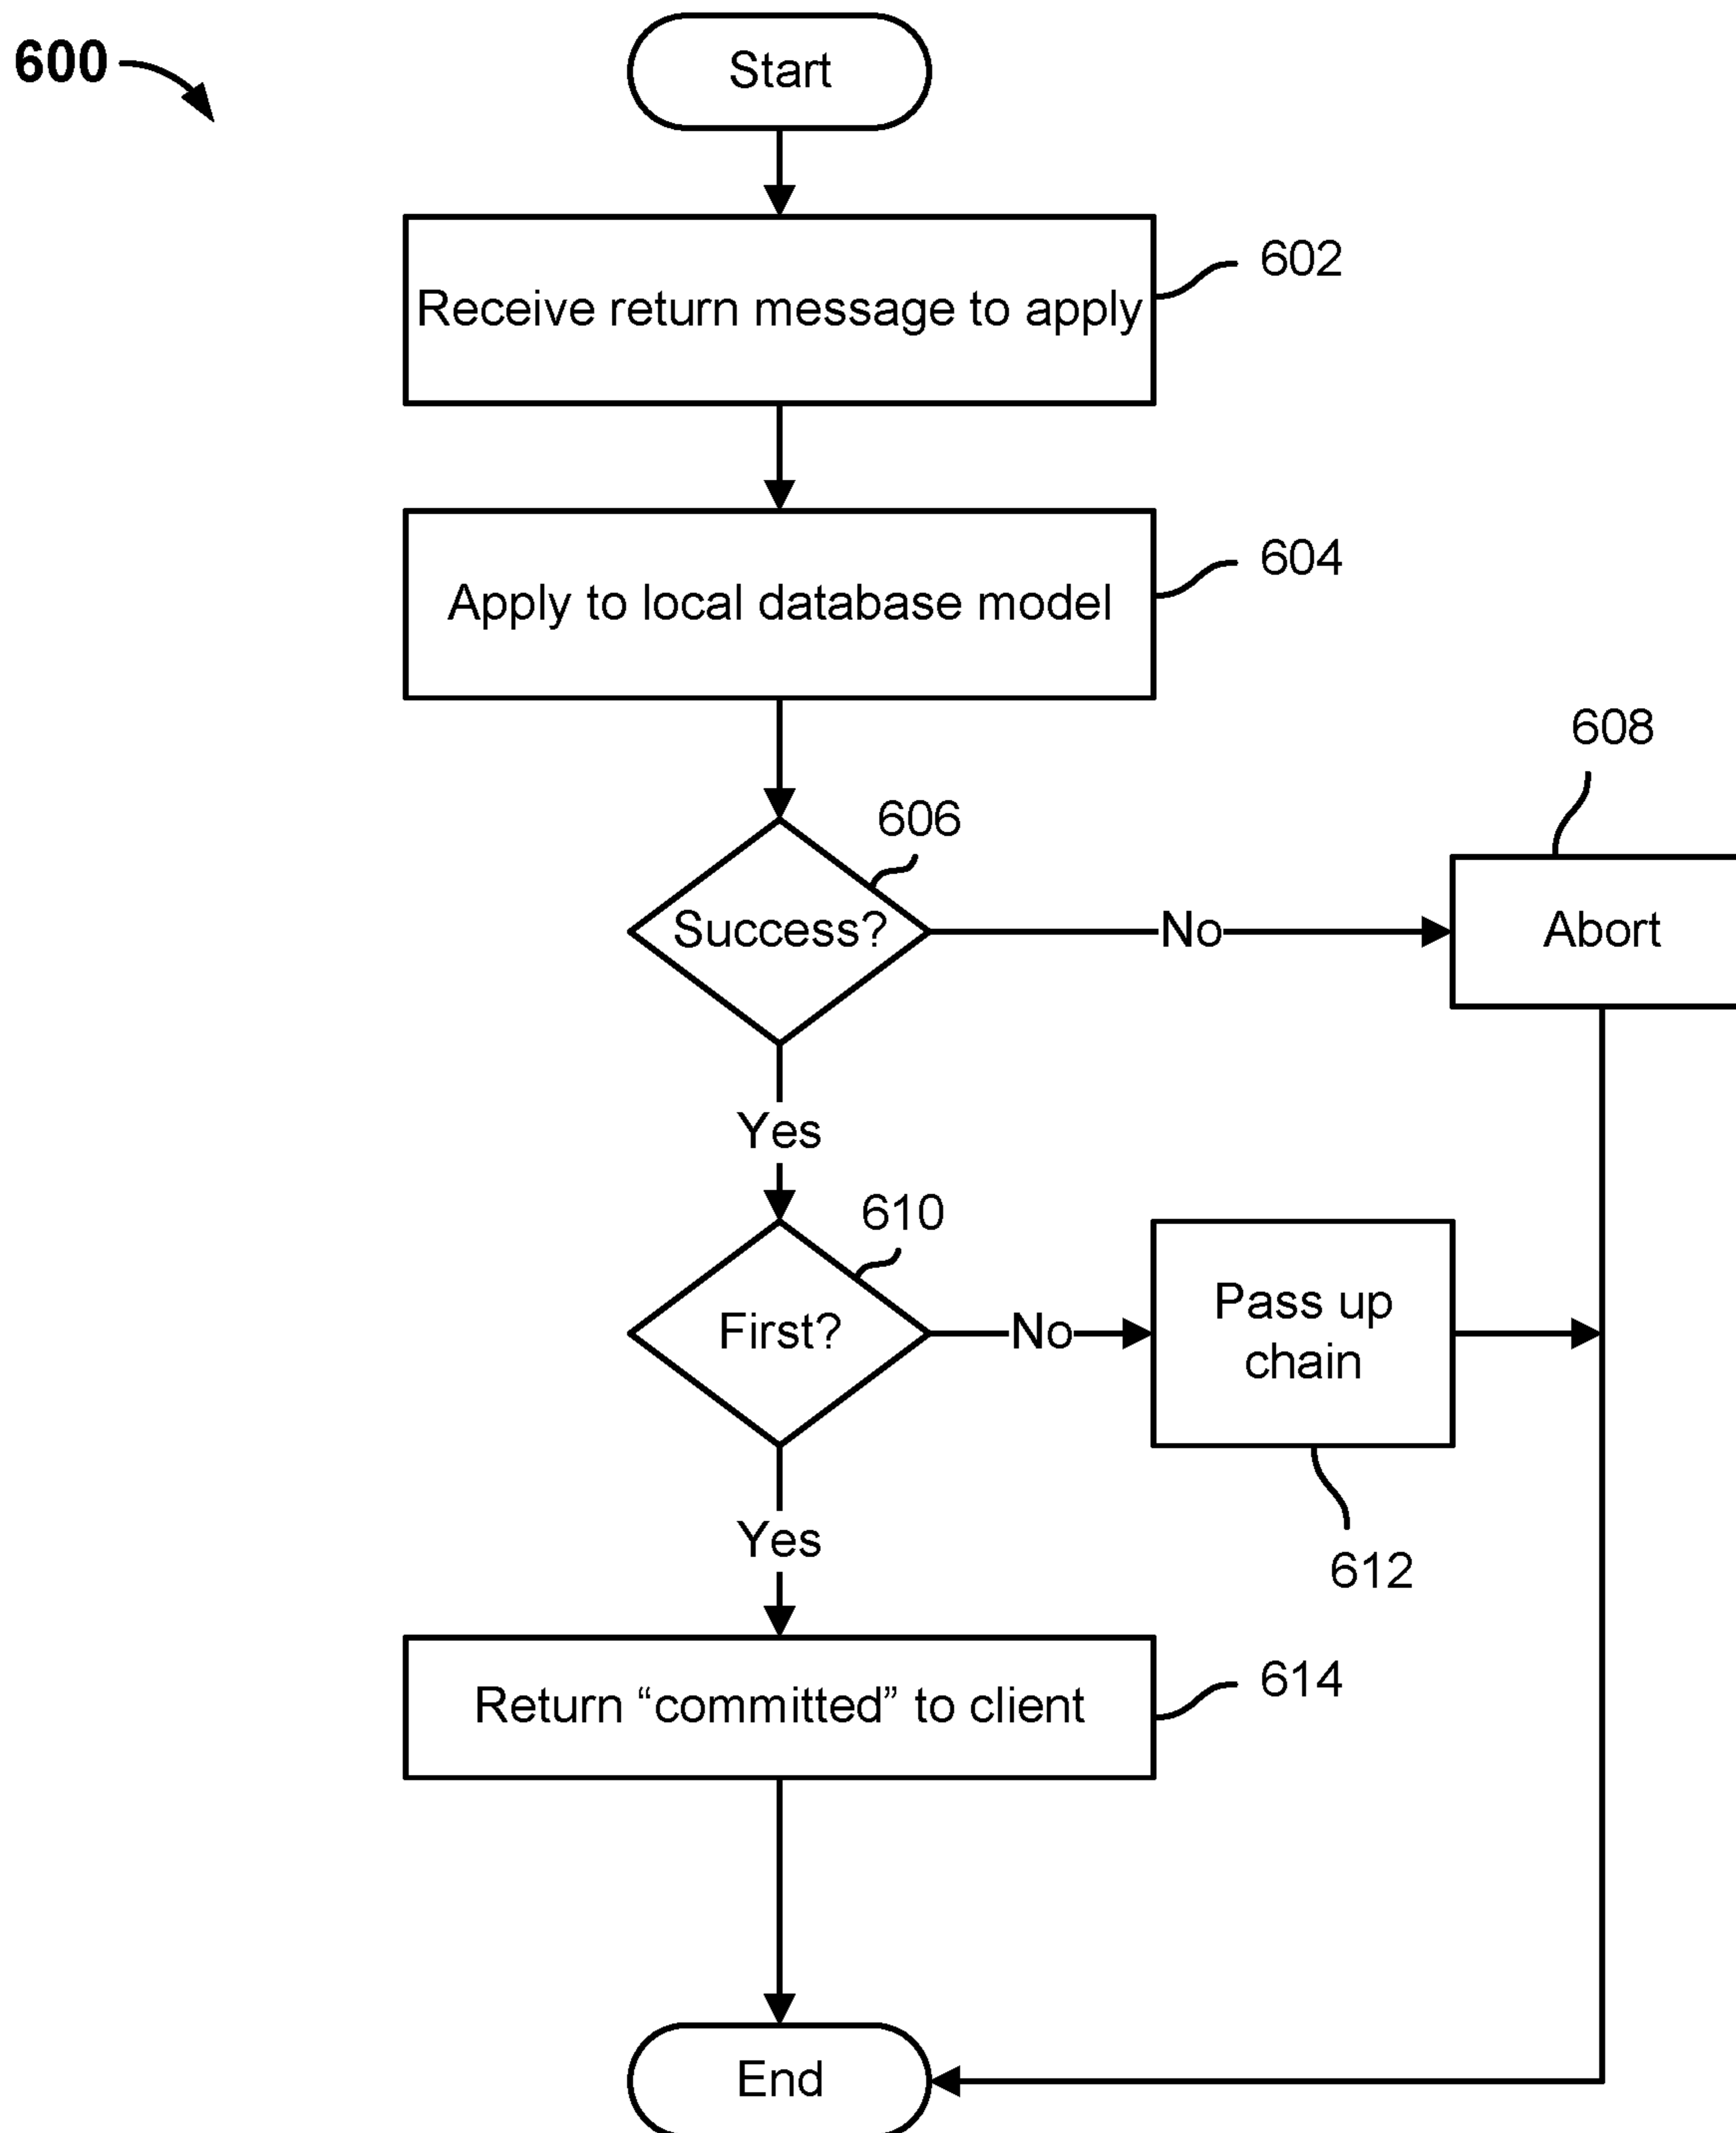 600
Start
602
Receive return message to apply
604
Apply to local database model
608
606
Success?
No
Abort
Yes
610
First?
No
Pass up
chain
612
Yes
614
Return “committed” to client
End